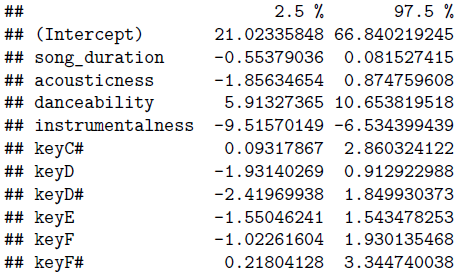 ## 2.5 % 97.5 %
## (Intercept) 21.02335848 66.840219245
## song_duration -0.55379036 0.081527415
## acousticness -1.85634654 0.874759608
## danceability 5.91327365 10.653819518
## instrumentalness -9.51570149 -6.534399439
## keyC# 0.09317867 2.860324122
## keyD -1.93140269 0.912922988
## keyD# -2.41969938 1.849930373
## keyE -1.55046241 1.543478253
## keyF -1.02261604 1.930135468
## keyF# 0.21804128 3.344740038